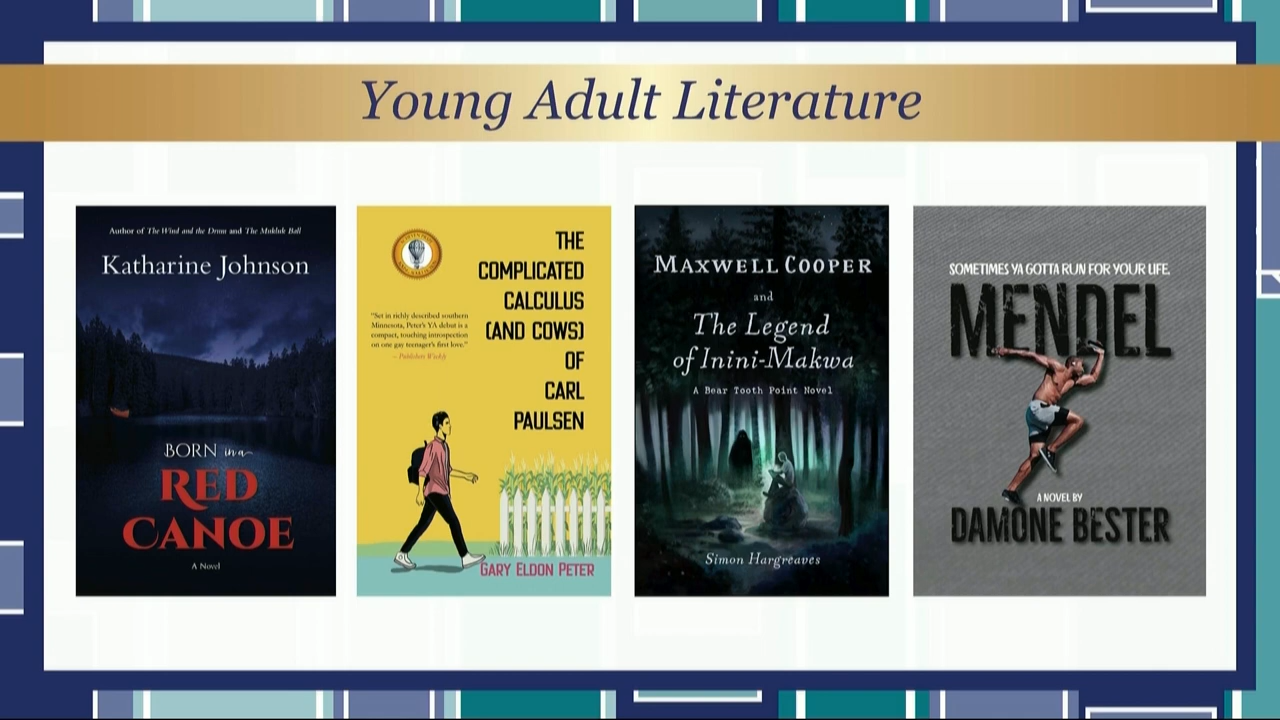 Young Adult Literature
Author of The Wind and the Drum and The Mukluk Ball
Katharine Johnson
BORN in a
RED
CANOE
A Novel
THE
COMPLICATED
CALCULUS
(AND COWS)
OF
CARL
PAULSEN
"Set in richly described southern
Minnesota, Peter's YA debut is a
compact, touching introspection
on one gay teenager's first love."
– Publishers Weekly
GARY ELDON PETER
MAXWELL COOPER
and
The Legend
of Inini-Makwa
A Bear Tooth Point Novel
Simon Hargreaves
SOMETIMES YA GOTTA RUN FOR YOUR LIFE.
MENDEL
A NOVEL BY
DAMONE BESTER